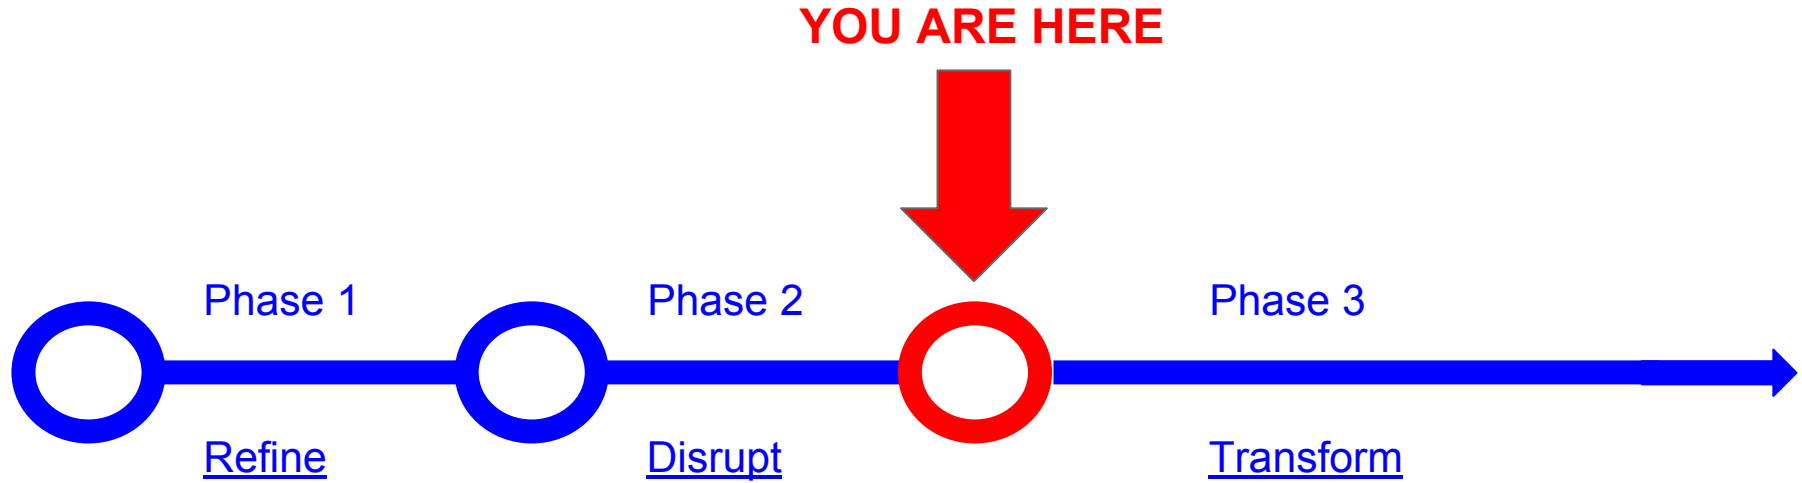 YOU ARE HERE
Phase 1
Phase 2
Phase 3
Refine
Disrupt
Transform